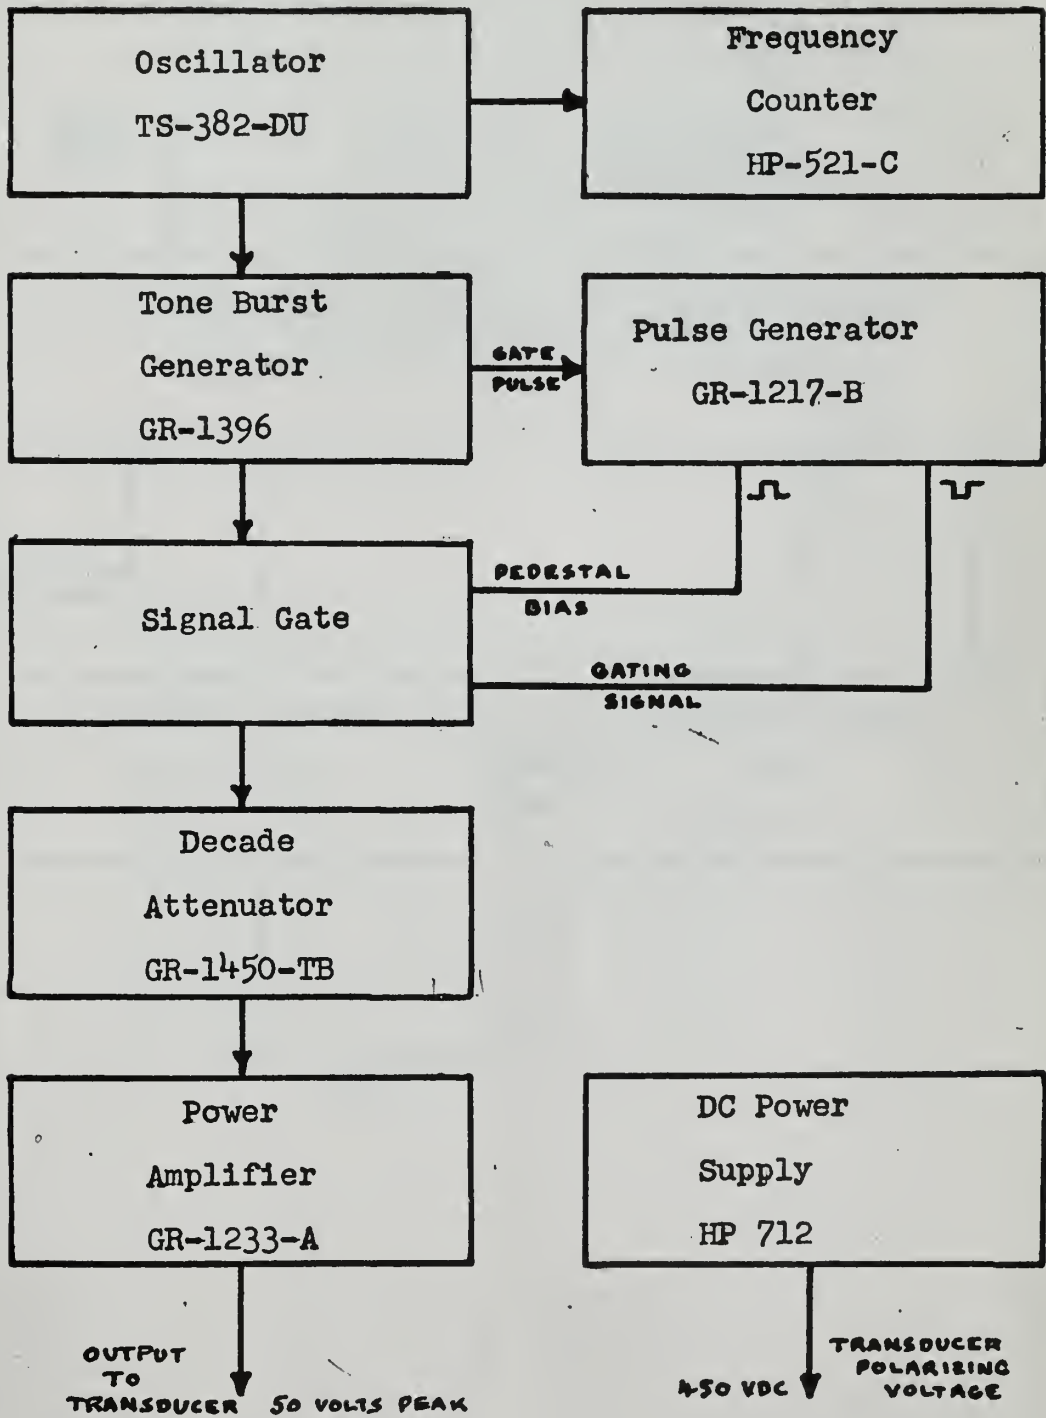 Oscillator
TS-382-DU
Frequency
Counter
HP-521-C
Tone Burst
Generator
GR-1396
GATE
PULSE
Pulse Generator
GR-1217-B
Signal Gate
PEDESTAL
BIAS
GATING
SIGNAL
Decade
Attenuator
GR-1450-TB
Power
Amplifier
GR-1233-A
DC Power
Supply
HP 712
OUTPUT
TO
TRANSDUCER
50 VOLTS PEAK
450 VDC
TRANSDUCER
POLARIZING
VOLTAGE